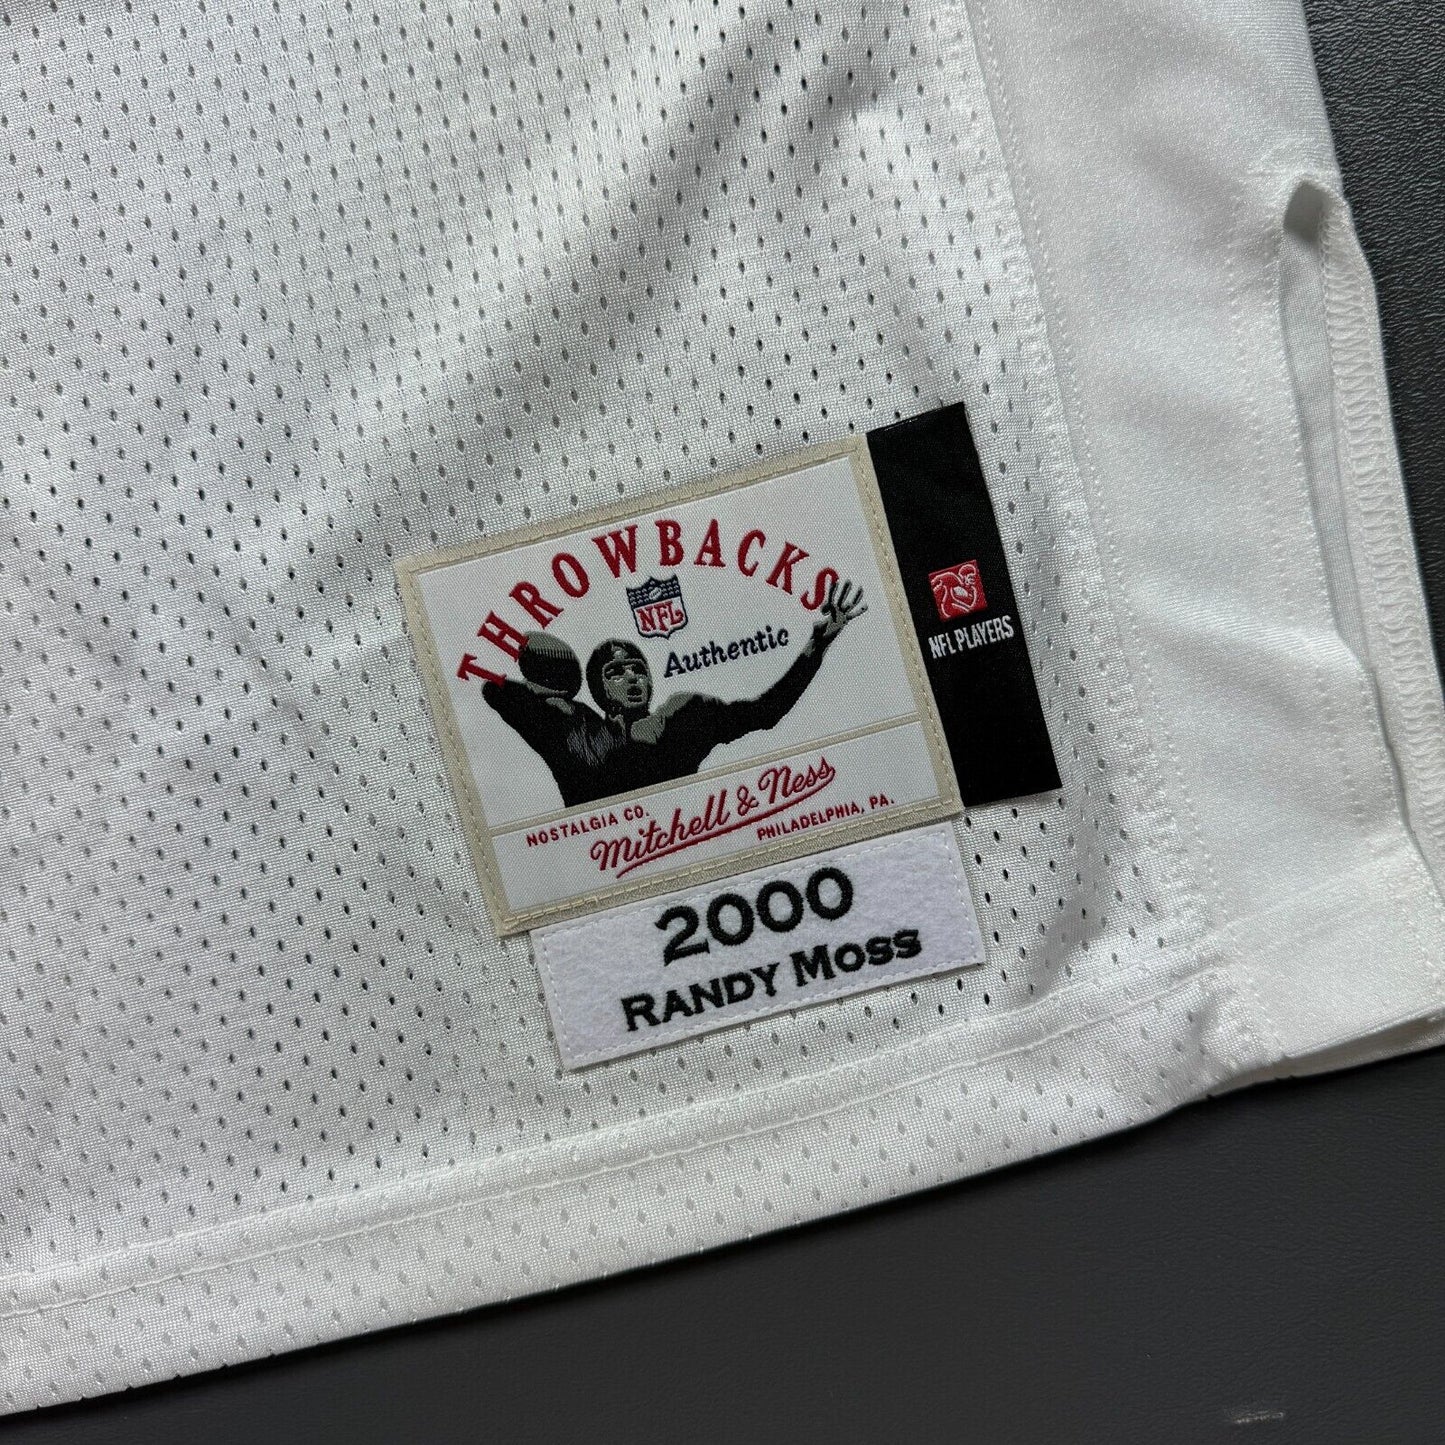 THROWBACKS
NFL
Authentic
NFL PLAYERS
NOSTALGIA CO.
Mitchell & Ness
PHILADELPHIA, PA.
2000
RANDY MOSS